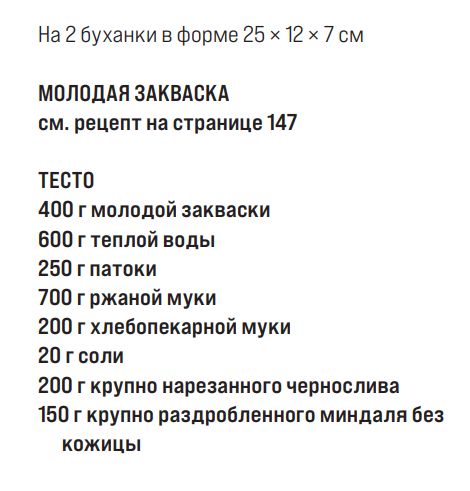 На 2 буханки в форме 25 × 12 × 7 см
МОЛОДАЯ ЗАКВАСКА
см. рецепт на странице 147
ТЕСТО
400 г молодой закваски
600 г теплой воды
250 г патоки
700 г ржаной муки
200 г хлебопекарной муки
20 г соли
200 г крупно нарезанного чернослива
150 г крупно раздробленного миндаля без
кожицы